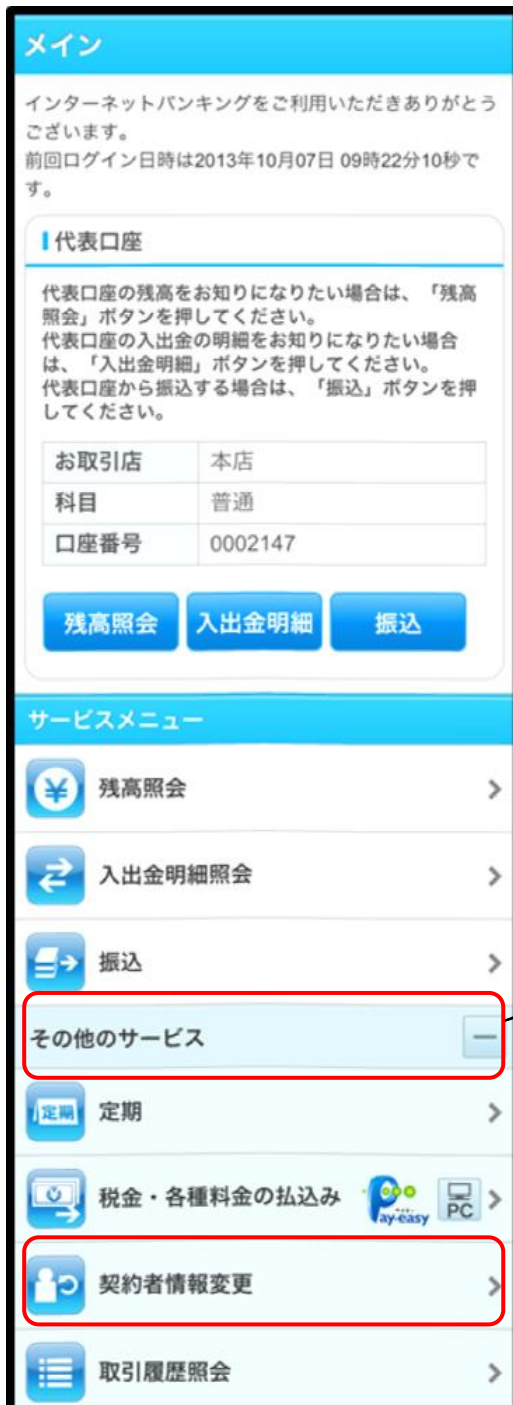 メイン
インターネットバンキングをご利用いただきありがとう
ございます。
前回ログイン日時は2013年10月07日 09時22分10秒で
す。
代表口座
代表口座の残高をお知りになりたい場合は、「残高
照会」ボタンを押してください。
代表口座の入出金の明細をお知りになりたい場合
は、「入出金明細」ボタンを押してください。
代表口座から振込する場合は、「振込」ボタンを押
してください。
お取引店 本店
科目 普通
口座番号 0002147
残高照会 入出金明細 振込
サービスメニュー
¥ 残高照会
入出金明細照会
振込
その他のサービス
定期 定期
税金・各種料金の払込み Pay-easy PC
契約者情報変更
取引履歴照会